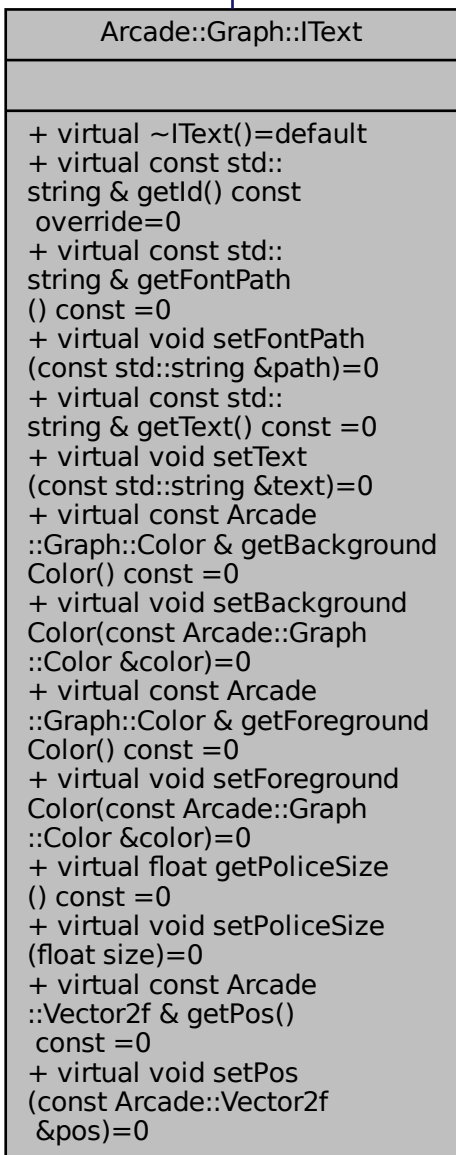 Arcade::Graph::IText
+ virtual ~IText()=default
+ virtual const std::
string & getId() const
override=0
+ virtual const std::
string & getFontPath
() const =0
+ virtual void setFontPath
(const std::string &path)=0
+ virtual const std::
string & getText() const =0
+ virtual void setText
(const std::string &text)=0
+ virtual const Arcade
::Graph::Color & getBackground
Color() const =0
+ virtual void setBackground
Color(const Arcade::Graph
::Color &color)=0
+ virtual const Arcade
::Graph::Color & getForeground
Color() const =0
+ virtual void setForeground
Color(const Arcade::Graph
::Color &color)=0
+ virtual float getPoliceSize
() const =0
+ virtual void setPoliceSize
(float size)=0
+ virtual const Arcade
::Vector2f & getPos()
const =0
+ virtual void setPos
(const Arcade::Vector2f
&pos)=0